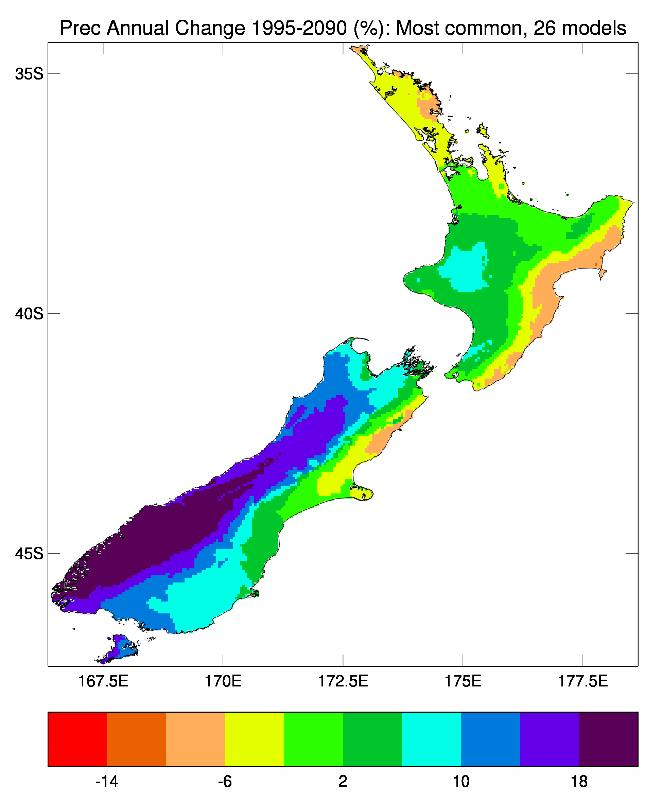 Prec Annual Change 1995-2090 (%): Most common, 26 models
35S
40S
45S
167.5E 170E 172.5E 175E 177.5E
-14 -6 2 10 18